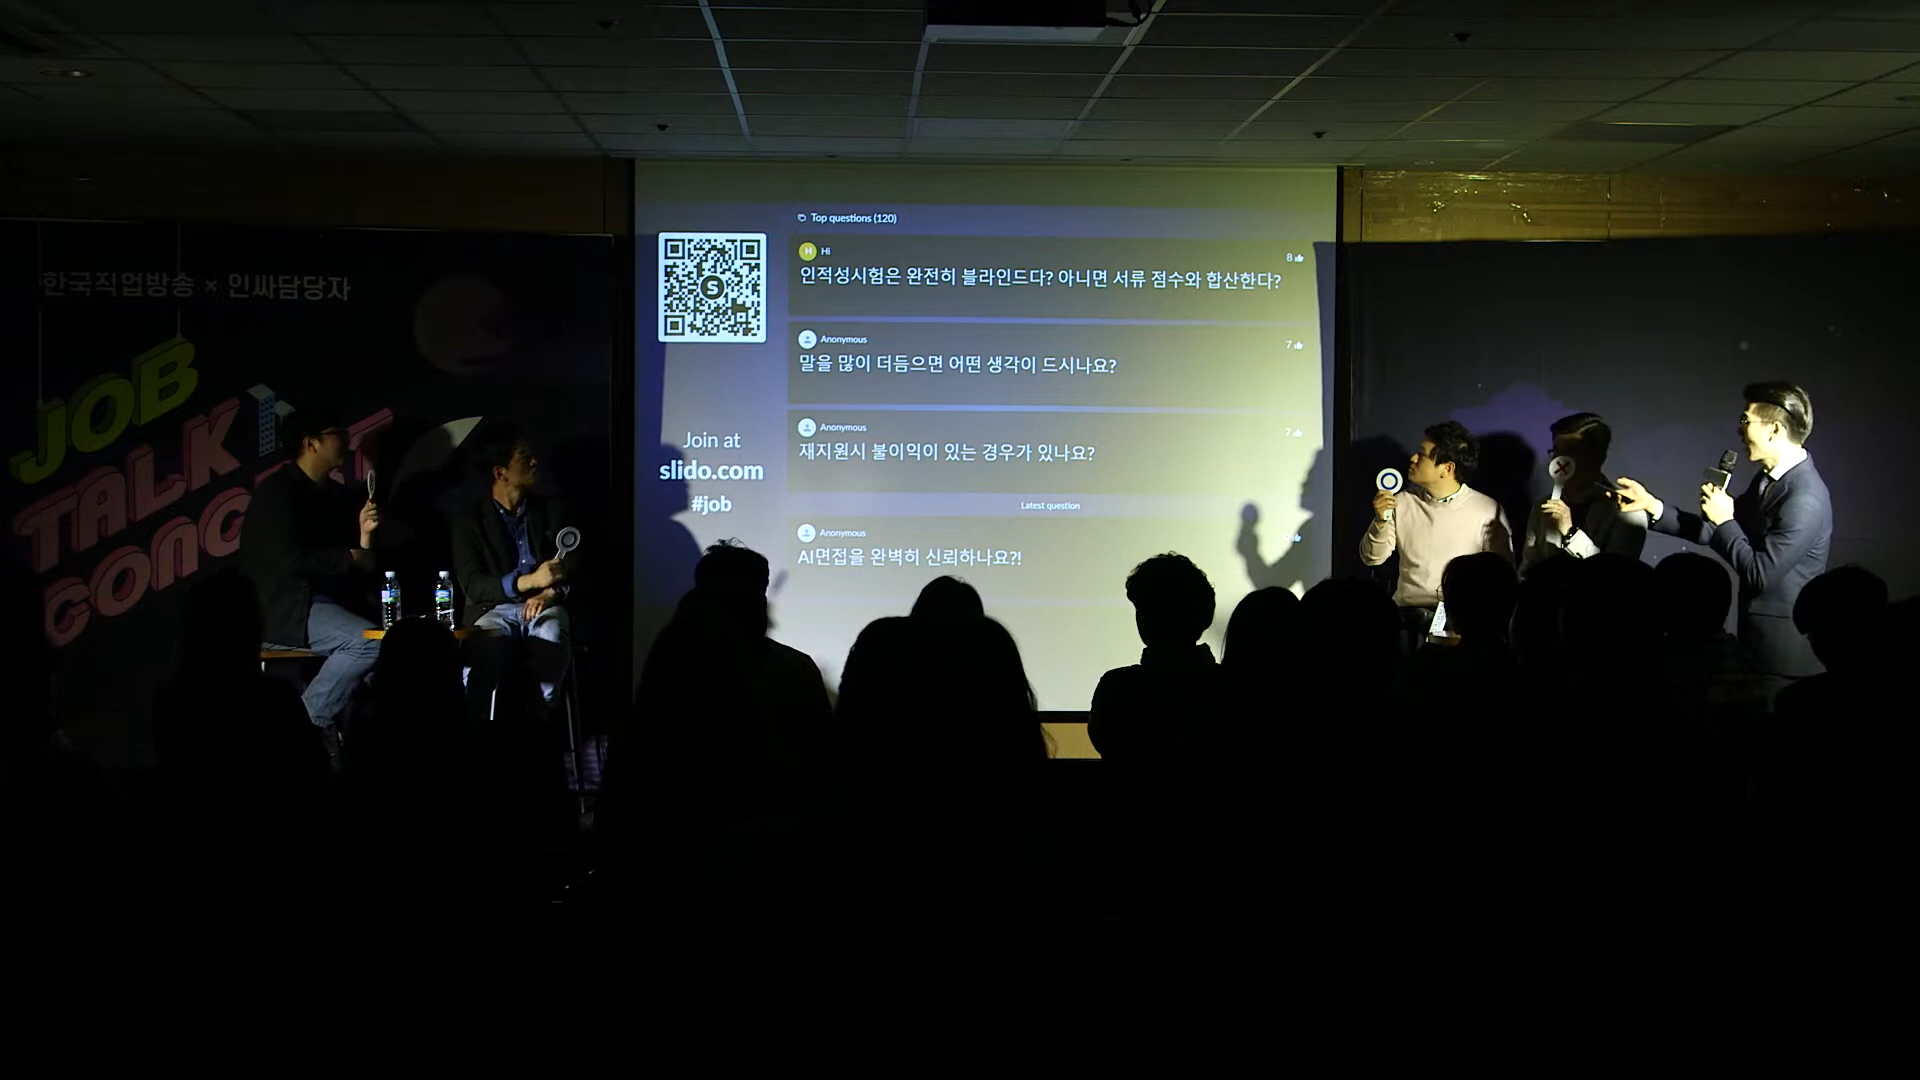 한국직업방송 × 인싸담당자
JOB
TALK
CONC
Top questions (120)
H Hi
8
인적성시험은 완전히 블라인드다? 아니면 서류 점수와 합산한다?
Anonymous
7
말을 많이 더듬으면 어떤 생각이 드시나요?
Anonymous
7
재지원시 불이익이 있는 경우가 있나요?
Latest question
Anonymous
AI면접을 완벽히 신뢰하나요?!
S
Join at
slido.com
#job